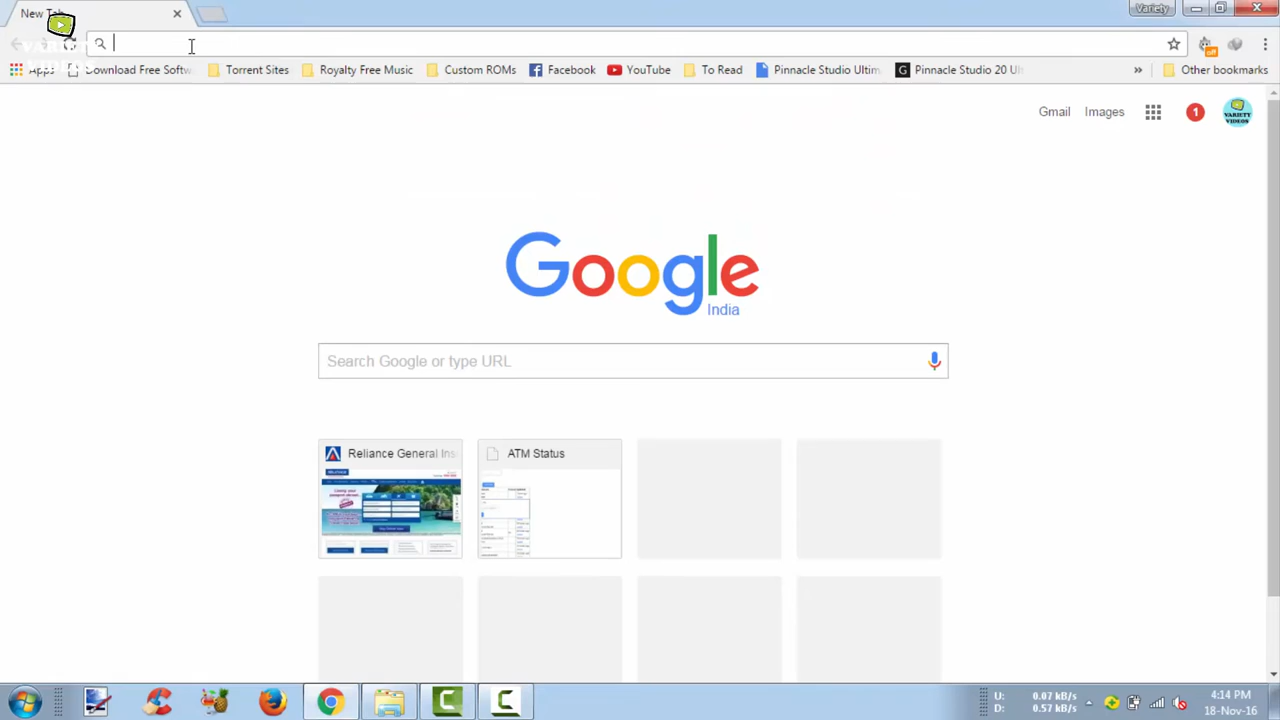 New Tab
Variety
VARIETY
VIDEOS
Apps
Download Free Softw
Torrent Sites
Royalty Free Music
Custom ROMs
Facebook
YouTube
To Read
Pinnacle Studio Ultim
Pinnacle Studio 20 Ul
»
Other bookmarks
Gmail
Images
1
VARIETY
VIDEOS
Google
India
Search Google or type URL
Reliance General Ins
ATM Status
U: 0.07 kB/s
D: 0.57 kB/s
4:14 PM
18-Nov-16